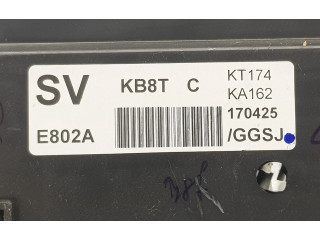 SV KB8T C KT174
KA162
E802A 170425
/GGSJ